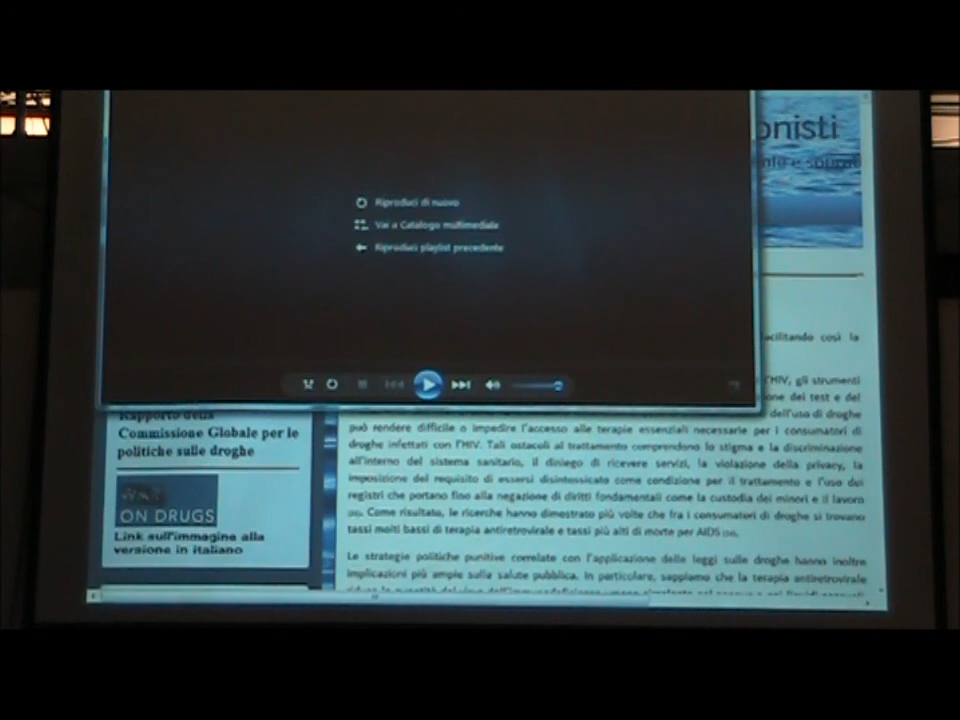 Riproduci di nuovo
Vai a Catalogo multimediale
Riproduci playlist precedente
onisti
e spirit
acilitando così la
l'HIV, gli strumenti
one dei test e del
dell'uso di droghe
può rendere difficile o impedire l'accesso alle terapie essenziali necessarie per i consumatori di
droghe infettati con l'HIV. Tali ostacoli al trattamento comprendono lo stigma e la discriminazione
all'interno del sistema sanitario, il diniego di ricevere servizi, la violazione della privacy, la
imposizione del requisito di essersi disintossicato come condizione per il trattamento e l'uso dei
registri che portano fino alla negazione di diritti fondamentali come la custodia dei minori e il lavoro
Come risultato, le ricerche hanno dimostrato più volte che fra i consumatori di droghe si trovano
tassi molti bassi di terapia antiretrovirale e tassi più alti di morte per AIDS
Le strategie politiche punitive correlate con l'applicazione delle leggi sulle droghe hanno inoltre
implicazioni più ampie sulla salute pubblica. In particolare, sappiamo che la terapia antiretrovirale
Rapporto della
Commissione Globale per le
politiche sulle droghe
WAR
ON DRUGS
Link sull'immagine alla
versione in italiano